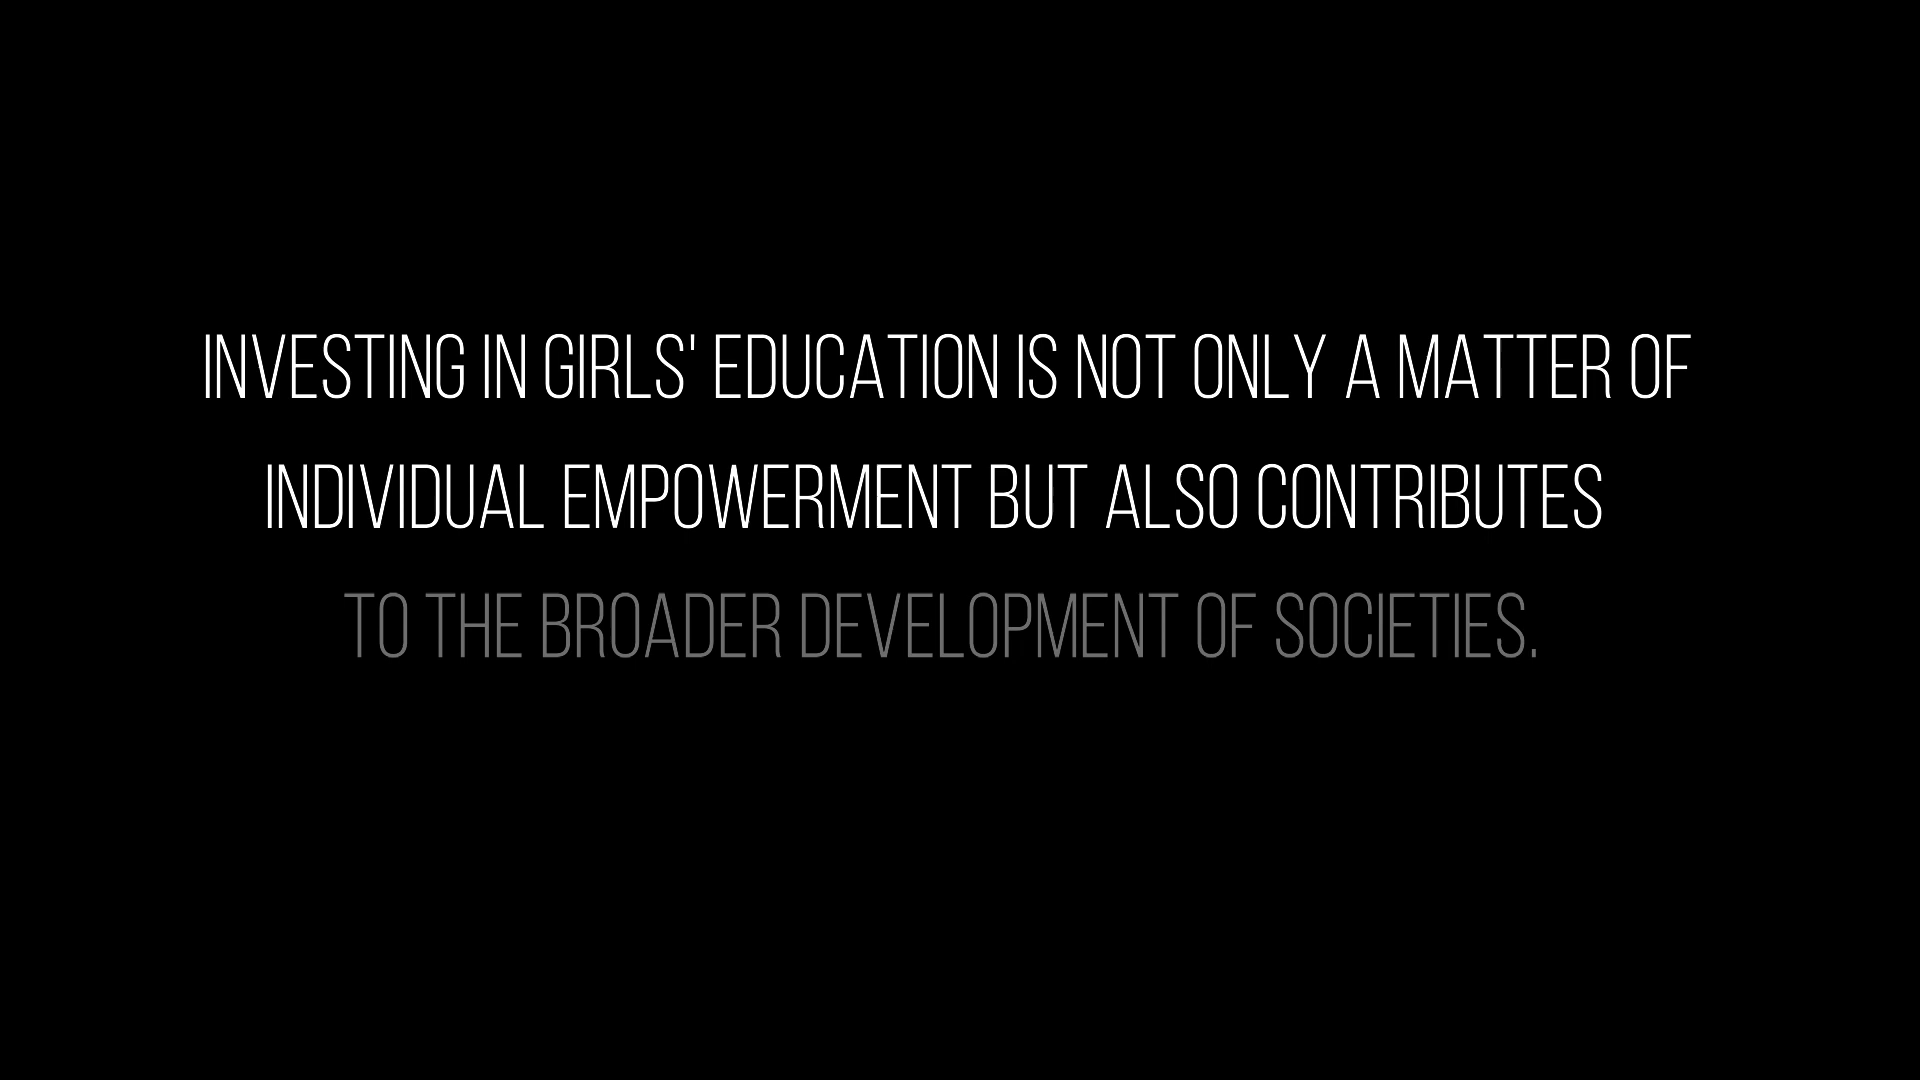 INVESTING IN GIRLS' EDUCATION IS NOT ONLY A MATTER OF
INDIVIDUAL EMPOWERMENT BUT ALSO CONTRIBUTES
TO THE BROADER DEVELOPMENT OF SOCIETIES.